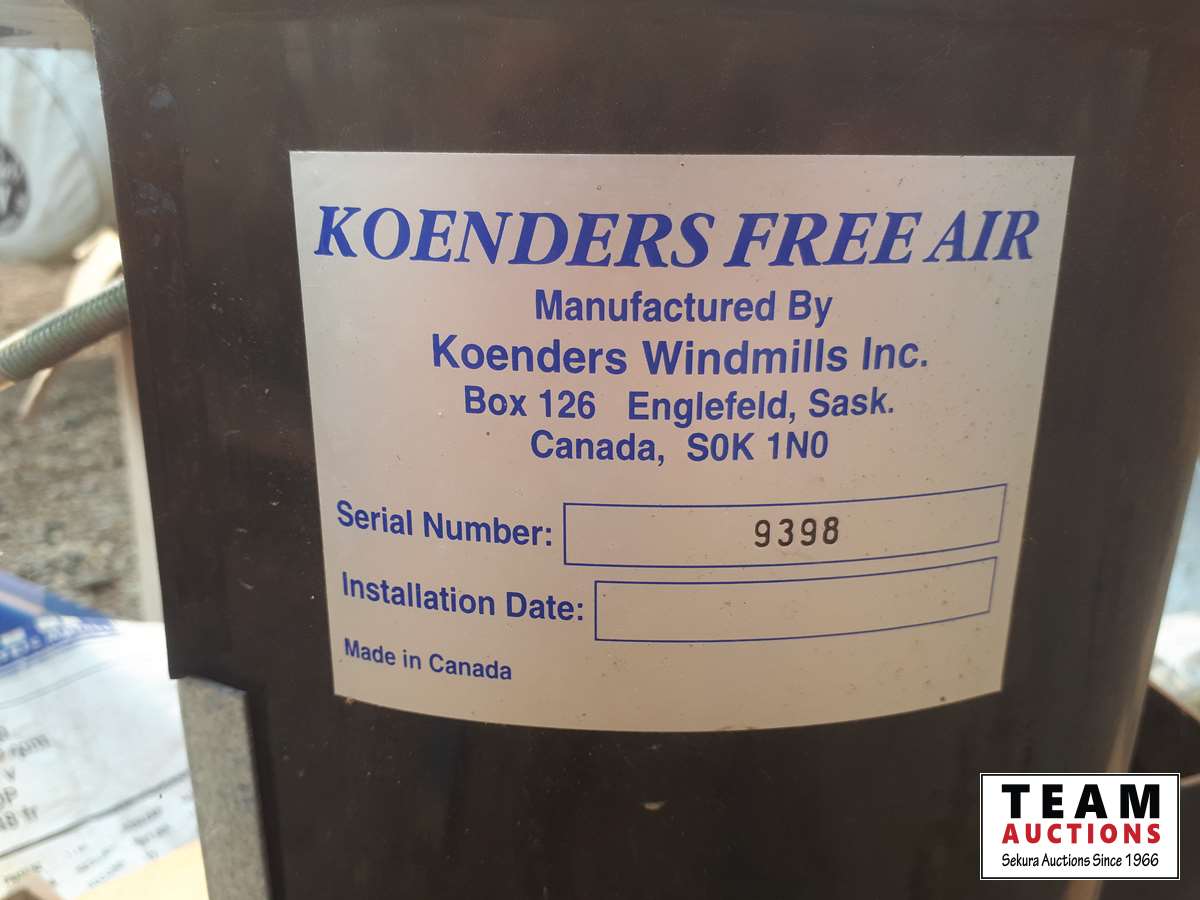 KOENDERS FREE AIR
Manufactured By
Koenders Windmills Inc.
Box 126 Englefeld, Sask.
Canada, S0K 1N0
Serial Number: 9398
Installation Date:
Made in Canada
TEAM
AUCTIONS
Sekura Auctions Since 1966